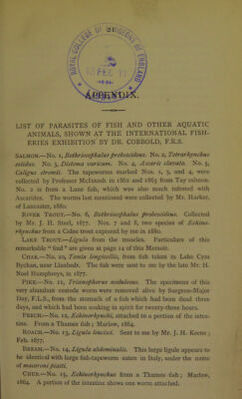 ROYAL COLLEGE OF SURGEONS OF ENGLAND
APPENDIX.
LIST OF PARASITES OF FISH AND OTHER AQUATIC
ANIMALS, SHOWN AT THE INTERNATIONAL FISH-
ERIES EXHIBITION BY DR. COBBOLD, F.R.S.
SALMON.—No. 1, Bothriocephalus proboscideus. No. 2, Tetrarhynchus
solidus. No. 3, Distoma varicum. No. 4, Ascaris clavata. No. 5,
Caligus stromii. The tapeworms marked Nos. 1, 3, and 4, were
collected by Professor McIntosh in 1862 and 1863 from Tay salmon.
No. 2 is from a Lune fish, which was also much infested with
Ascarides. The worms last mentioned were collected by Mr. Harker,
of Lancaster, 1880.
RIVER TROUT.—No. 6, Bothriocephalus proboscideus. Collected
by Mr. J. H. Steel, 1877. Nos. 7 and 8, two species of Echino-
rhynchus from a Colne trout captured by me in 1880.
LAKE TROUT.—Ligula from the muscles. Particulars of this
remarkable "find" are given at page 14 of this Manual.
CHAR.—No. 10, Tænia longicollis, from fish taken in Lake Cym
Bychan, near Llanbedr. The fish were sent to me by the late Mr. H.
Noel Humphreys, in 1877.
PIKE.—No. 11, Triænophorus nodulosus. The specimens of this
very abundant cestode worm were removed alive by Surgeon-Major
Day, F.L.S., from the stomach of a fish which had been dead three
days, and which had been soaking in spirit for twenty-three hours.
PERCH.—No. 12, Echinorhynchi, attached to a portion of the intes-
tine. From a Thames fish; Marlow, 1884.
ROACH.—No. 13, Ligula leucisci. Sent to me by Mr. J. H. Keene;
Feb. 1877.
BREAM.—No. 14, Ligula abdominalis. This large ligule appears to
be identical with large fish-tapeworm eaten in Italy, under the name
of maccaroni piatti.
CHUB.—No. 15, Echinorhynchus from a Thames fish; Marlow,
1884. A portion of the intestine shows one worm attached.